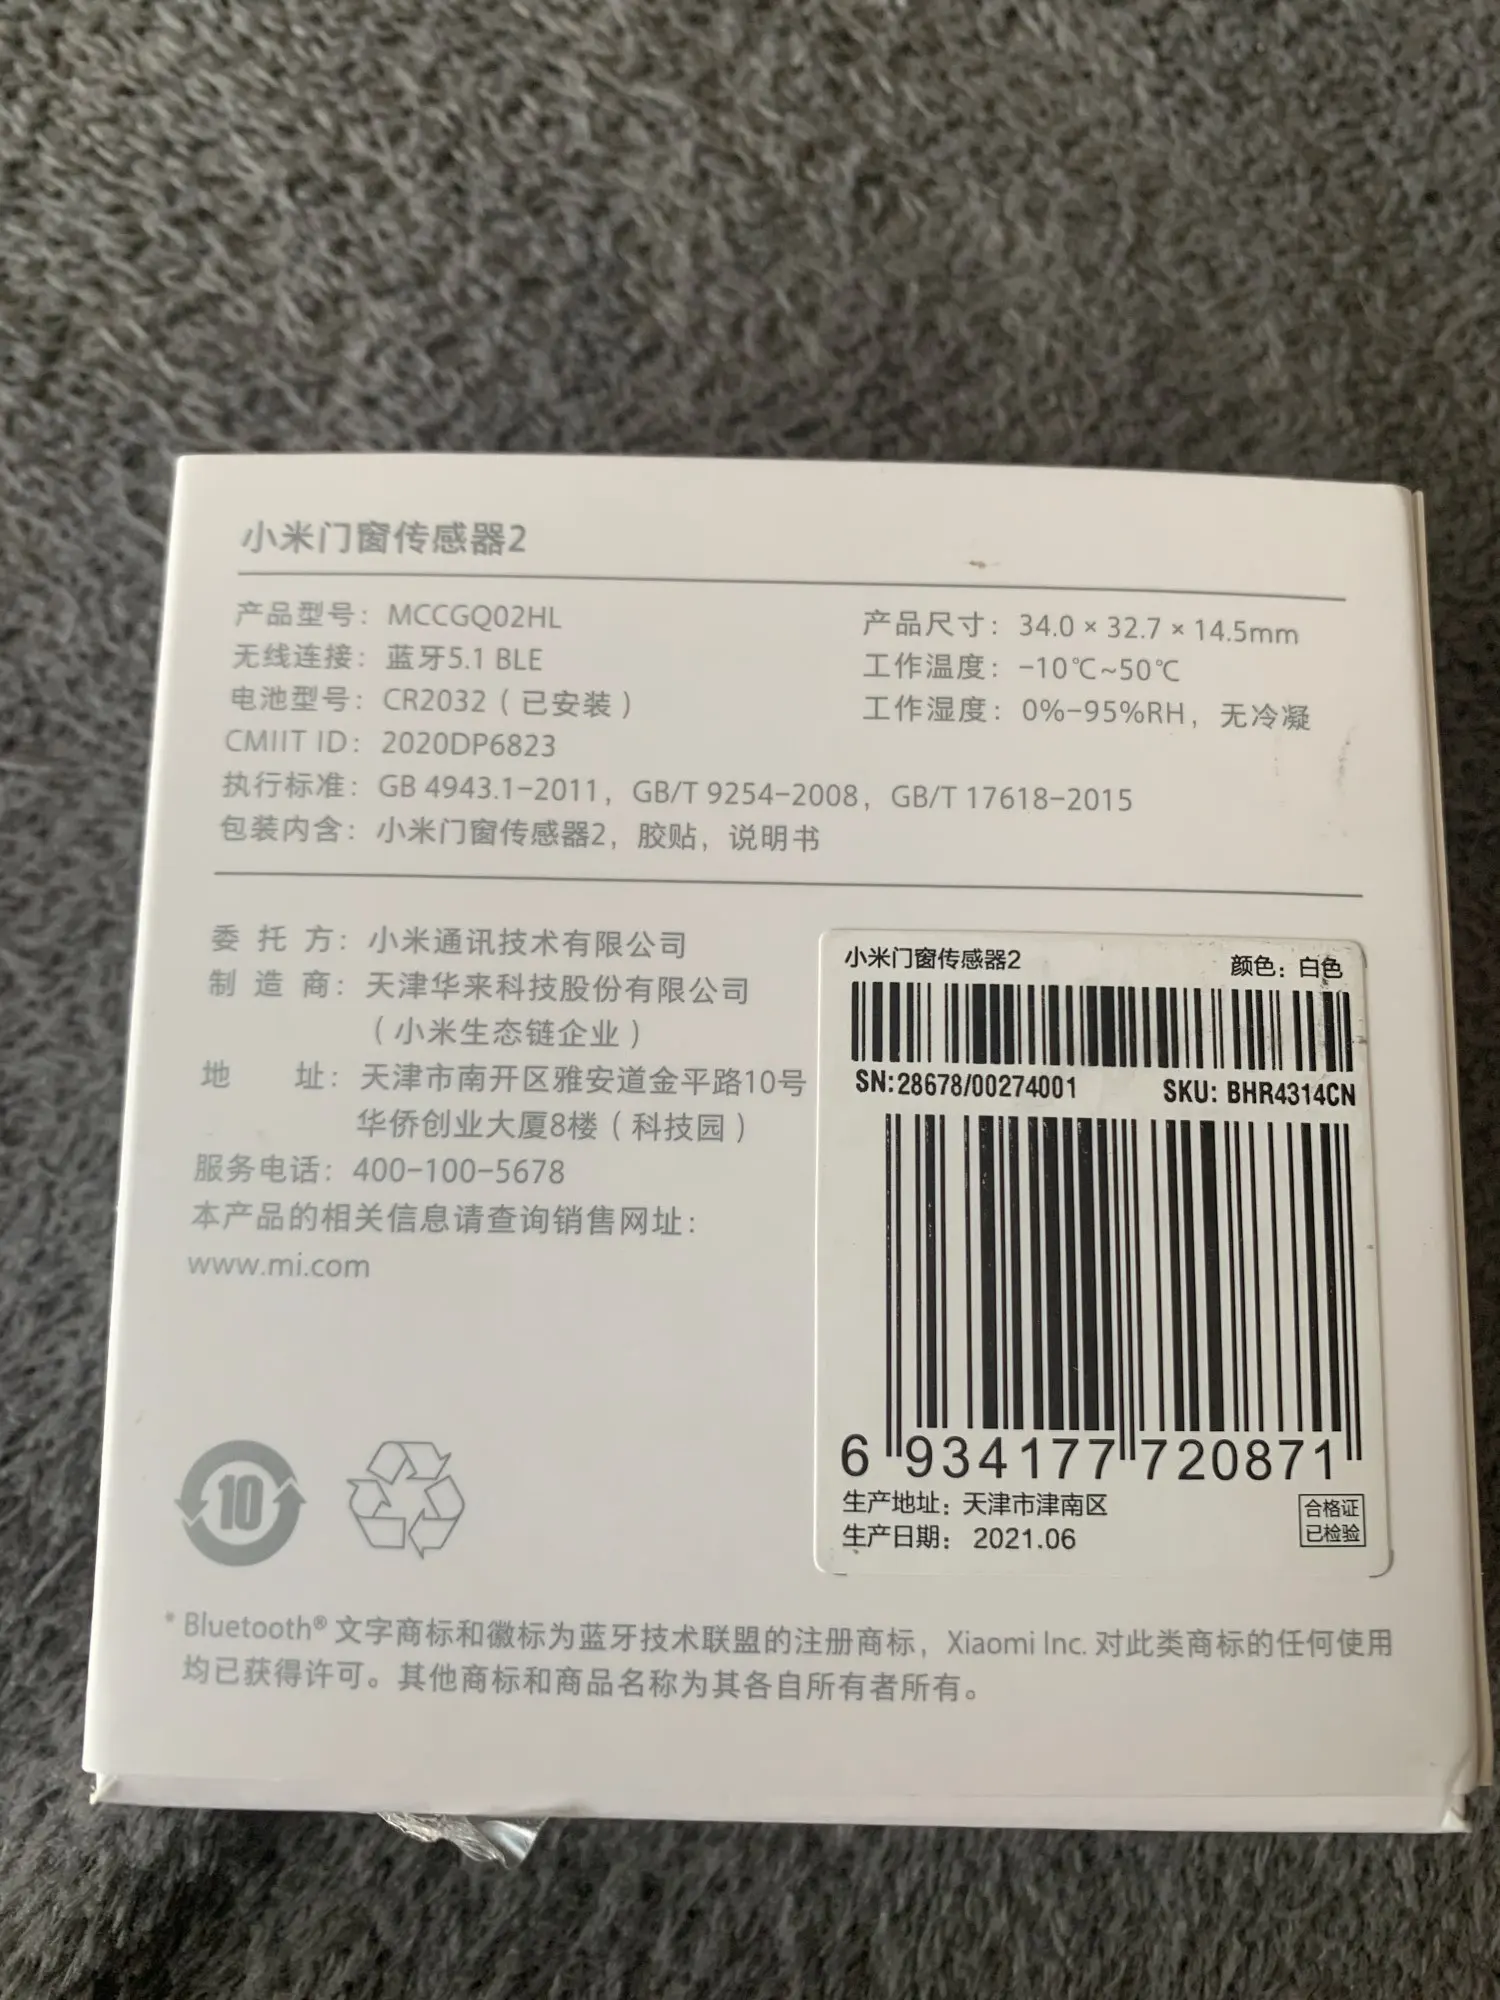 小米门窗传感器2
产品型号：MCCGQ02HL
无线连接：蓝牙5.1 BLE
电池型号：CR2032（已安装）
CMIIT ID：2020DP6823
产品尺寸：34.0 × 32.7 × 14.5mm
工作温度：-10℃~50℃
工作湿度：0%-95%RH，无冷凝
执行标准：GB 4943.1-2011，GB/T 9254-2008，GB/T 17618-2015
包装内含：小米门窗传感器2，胶贴，说明书
委 托 方：小米通讯技术有限公司
制 造 商：天津华来科技股份有限公司
（小米生态链企业）
地 址：天津市南开区雅安道金平路10号
华侨创业大厦8楼（科技园）
服务电话：400-100-5678
本产品的相关信息请查询销售网址：
www.mi.com
小米门窗传感器2 颜色：白色
SN:28678/00274001 SKU: BHR4314CN
6 934177 720871
生产地址：天津市津南区
生产日期：2021.06
合格证
已检验
10
* Bluetooth® 文字商标和徽标为蓝牙技术联盟的注册商标，Xiaomi Inc. 对此类商标的任何使用
均已获得许可。其他商标和商品名称为其各自所有者所有。